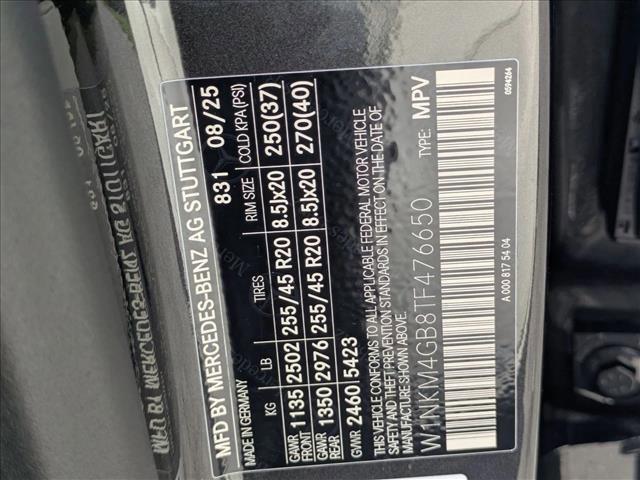 MFD BY MERCEDES-BENZ AG STUTTGART
MADE IN GERMANY 831 08/25
KG LB TIRES RIM SIZE COLD KPA(PSI)
GAWR FRONT 1135 2502 255/45 R20 8.5Jx20 250(37)
GAWR REAR 1350 2976 255/45 R20 8.5Jx20 270(40)
GVWR 2460 5423
THIS VEHICLE CONFORMS TO ALL APPLICABLE FEDERAL MOTOR VEHICLE
SAFETY AND THEFT PREVENTION STANDARDS IN EFFECT ON THE DATE OF
MANUFACTURE SHOWN ABOVE.
W1NKM4GB8TF476650 TYPE: MPV
A 000 817 54 04 0594264